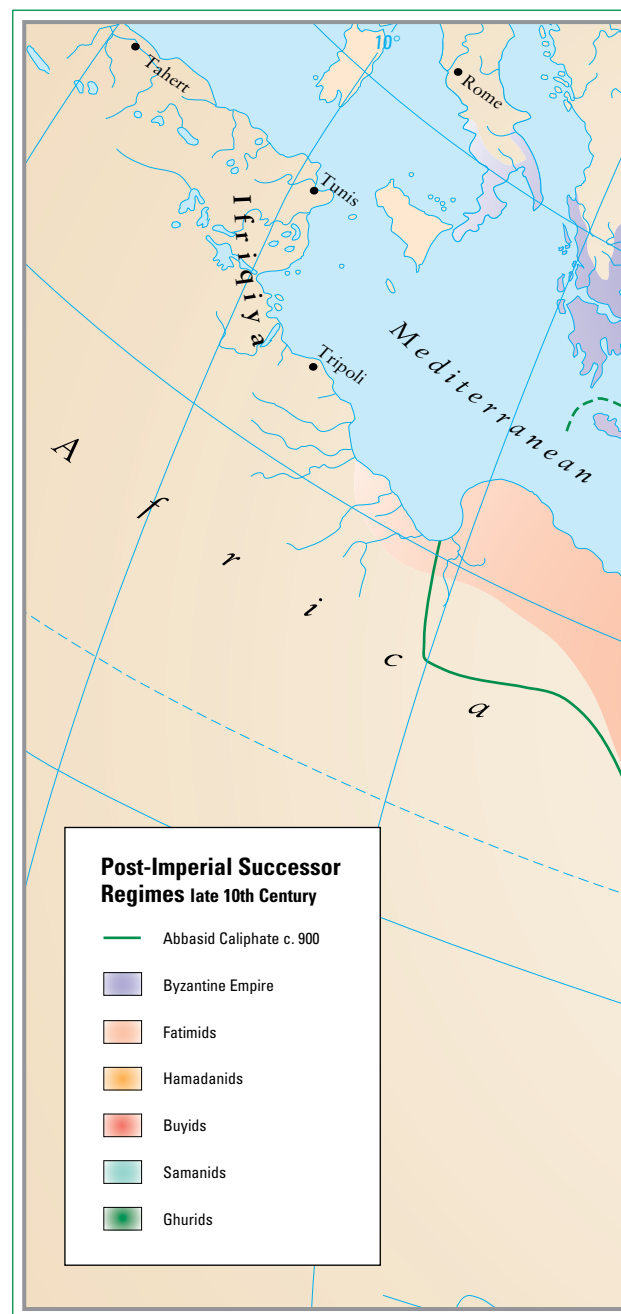 10°
Tahert
Rome
Tunis
Ifriqiya
Mediterranean
Tripoli
Africa
Post-Imperial Successor
Regimes late 10th Century
Abbasid Caliphate c. 900
Byzantine Empire
Fatimids
Hamadanids
Buyids
Samanids
Ghurids